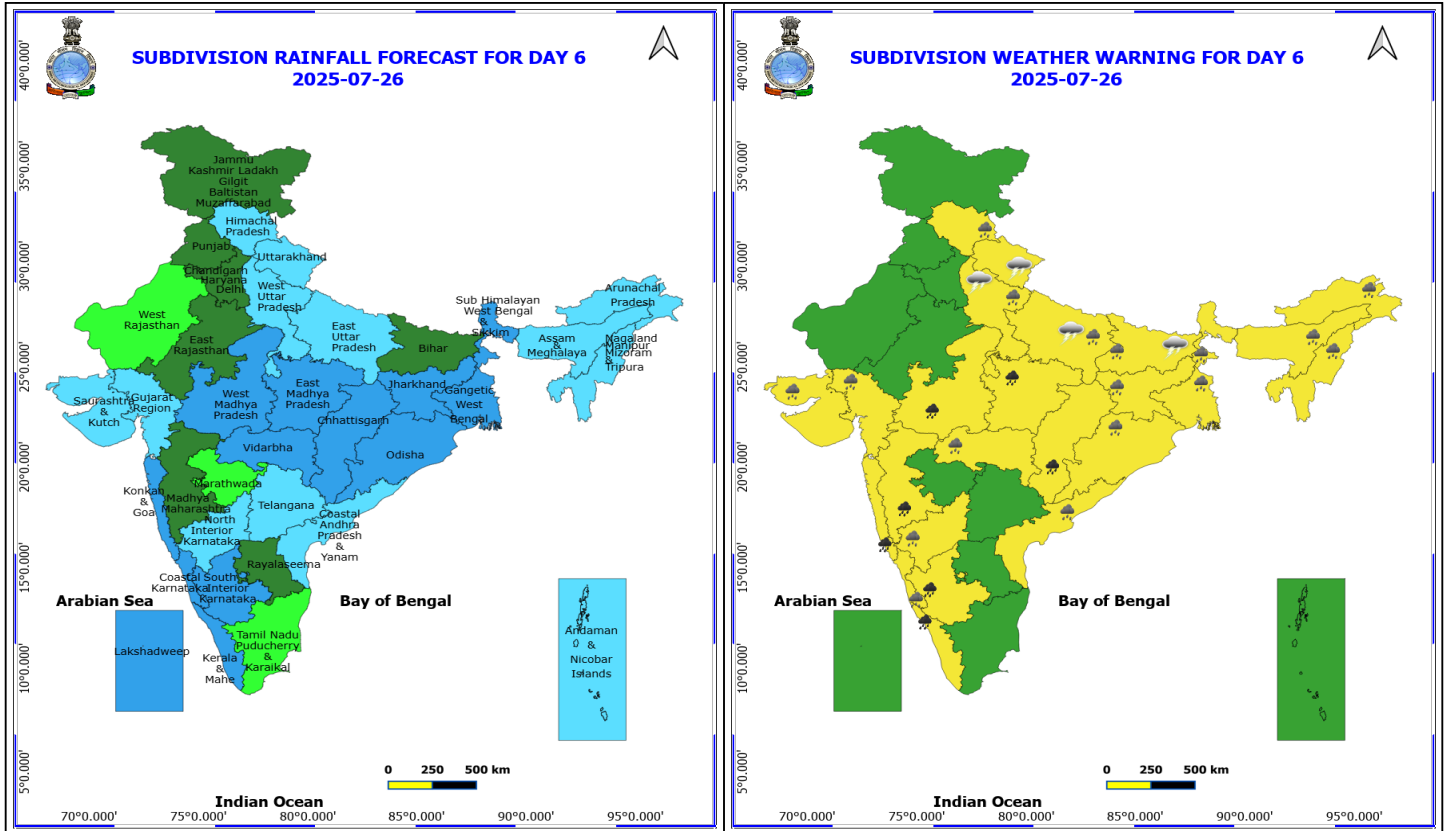 SUBDIVISION RAINFALL FORECAST FOR DAY 6
2025-07-26
40°0.000'
35°0.000'
30°0.000'
25°0.000'
20°0.000'
15°0.000'
10°0.000'
5°0.000'
Jammu
Kashmir Ladakh
Gilgit
Baltistan
Muzaffarabad
Himachal
Pradesh
Punjab
Uttarakhand
Chandigarh
Haryana
Delhi
West
Uttar
Pradesh
West
Rajasthan
East
Rajasthan
East
Uttar
Pradesh
Bihar
Sub Himalayan
West Bengal
&
Sikkim
Arunachal
Pradesh
Assam
&
Meghalaya
Nagaland
Manipur
Mizoram
&
Tripura
Saurashtra
&
Kutch
Gujarat
Region
West
Madhya
Pradesh
East
Madhya
Pradesh
Jharkhand
Gangetic
West
Bengal
Chhattisgarh
Vidarbha
Odisha
Konkan
&
Goa
Madhya
Maharashtra
Marathwada
Telangana
North
Interior
Karnataka
Coastal
Andhra
Pradesh
&
Yanam
Rayalaseema
Coastal
Karnataka
South
Interior
Karnataka
Arabian Sea
Bay of Bengal
Lakshadweep
Kerala
&
Mahe
Tamil Nadu
Puducherry
&
Karaikal
Andaman
&
Nicobar
Islands
0 250 500 km
Indian Ocean
70°0.000' 75°0.000' 80°0.000' 85°0.000' 90°0.000' 95°0.000'
SUBDIVISION WEATHER WARNING FOR DAY 6
2025-07-26
40°0.000'
35°0.000'
30°0.000'
25°0.000'
20°0.000'
15°0.000'
10°0.000'
5°0.000'
Arabian Sea
Bay of Bengal
0 250 500 km
Indian Ocean
70°0.000' 75°0.000' 80°0.000' 85°0.000' 90°0.000' 95°0.000'